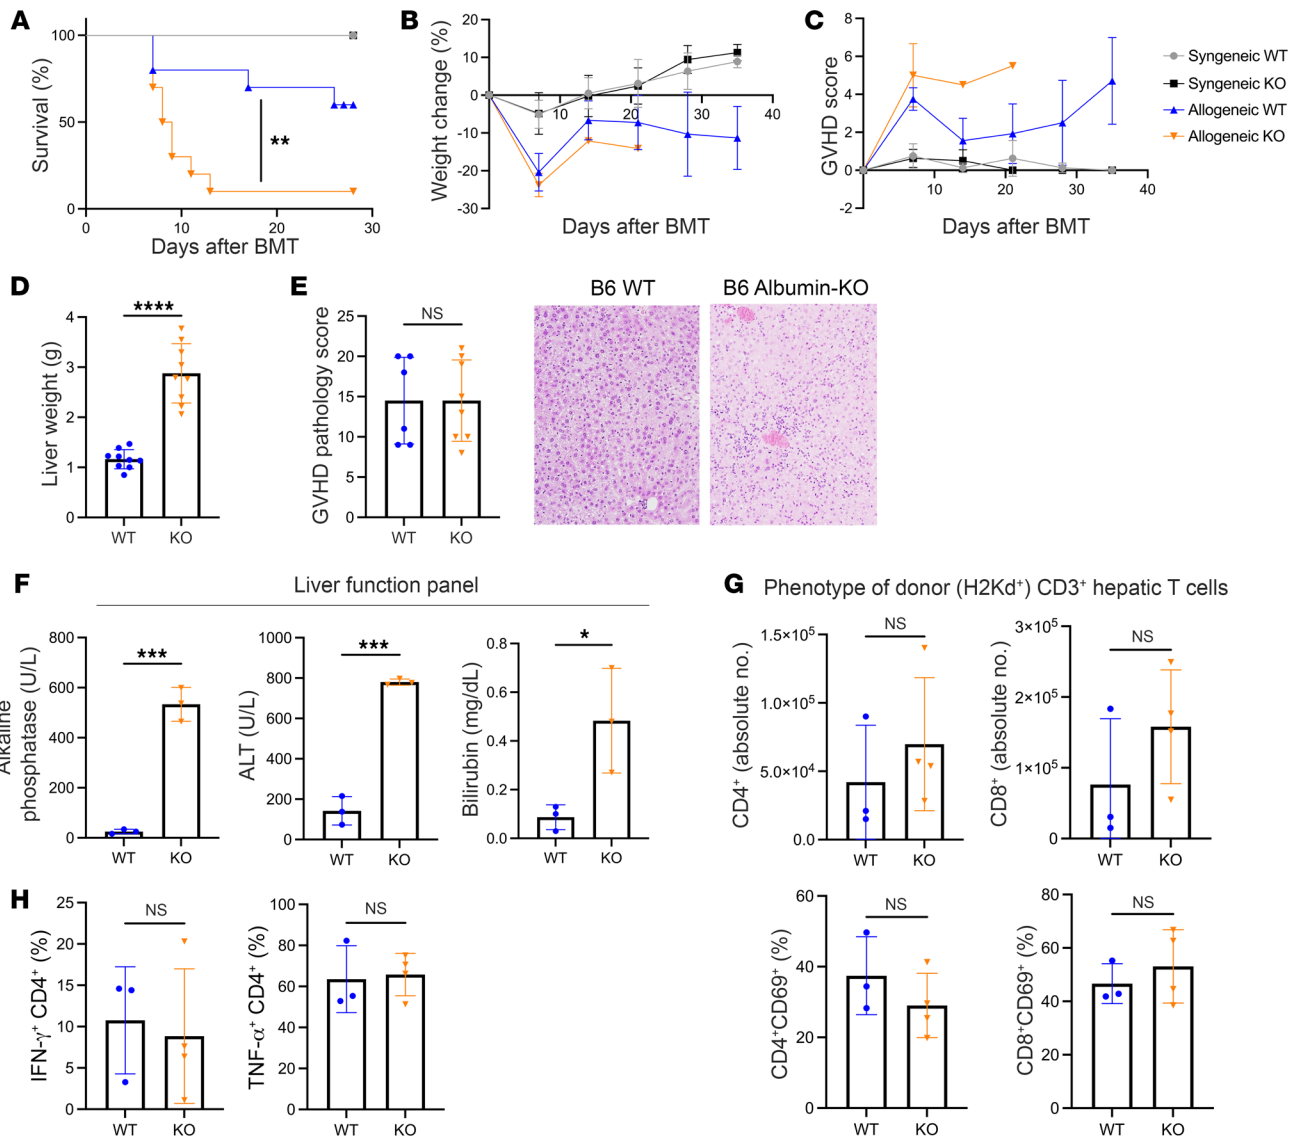 A
Survival (%)
100
50
0
0
10
20
30
**
Days after BMT
B
Weight change (%)
20
10
0
-10
-20
-30
10
20
30
40
Days after BMT
C
GVHD score
8
6
4
2
0
-2
10
20
30
40
Days after BMT
Syngeneic WT
Syngeneic KO
Allogeneic WT
Allogeneic KO
D
Liver weight (g)
4
3
2
1
0
****
WT
KO
E
GVHD pathology score
25
20
15
10
5
0
NS
WT
KO
B6 WT
B6 Albumin-KO
F
Liver function panel
Alkaline
phosphatase (U/L)
800
600
400
200
0
***
WT
KO
ALT (U/L)
1000
800
600
400
200
0
***
WT
KO
Bilirubin (mg/dL)
0.8
0.6
0.4
0.2
0.0
*
WT
KO
G
Phenotype of donor (H2Kd⁺) CD3⁺ hepatic T cells
CD4⁺ (absolute no.)
1.5×10⁵
1.0×10⁵
5.0×10⁴
0.0
NS
WT
KO
CD8⁺ (absolute no.)
3×10⁵
2×10⁵
1×10⁵
0
NS
WT
KO
CD4⁺CD69⁺ (%)
60
40
20
0
NS
WT
KO
CD8⁺CD69⁺ (%)
80
60
40
20
0
NS
WT
KO
H
IFN-γ⁺ CD4⁺ (%)
25
20
15
10
5
0
NS
WT
KO
TNF-α⁺ CD4⁺ (%)
100
80
60
40
20
0
NS
WT
KO